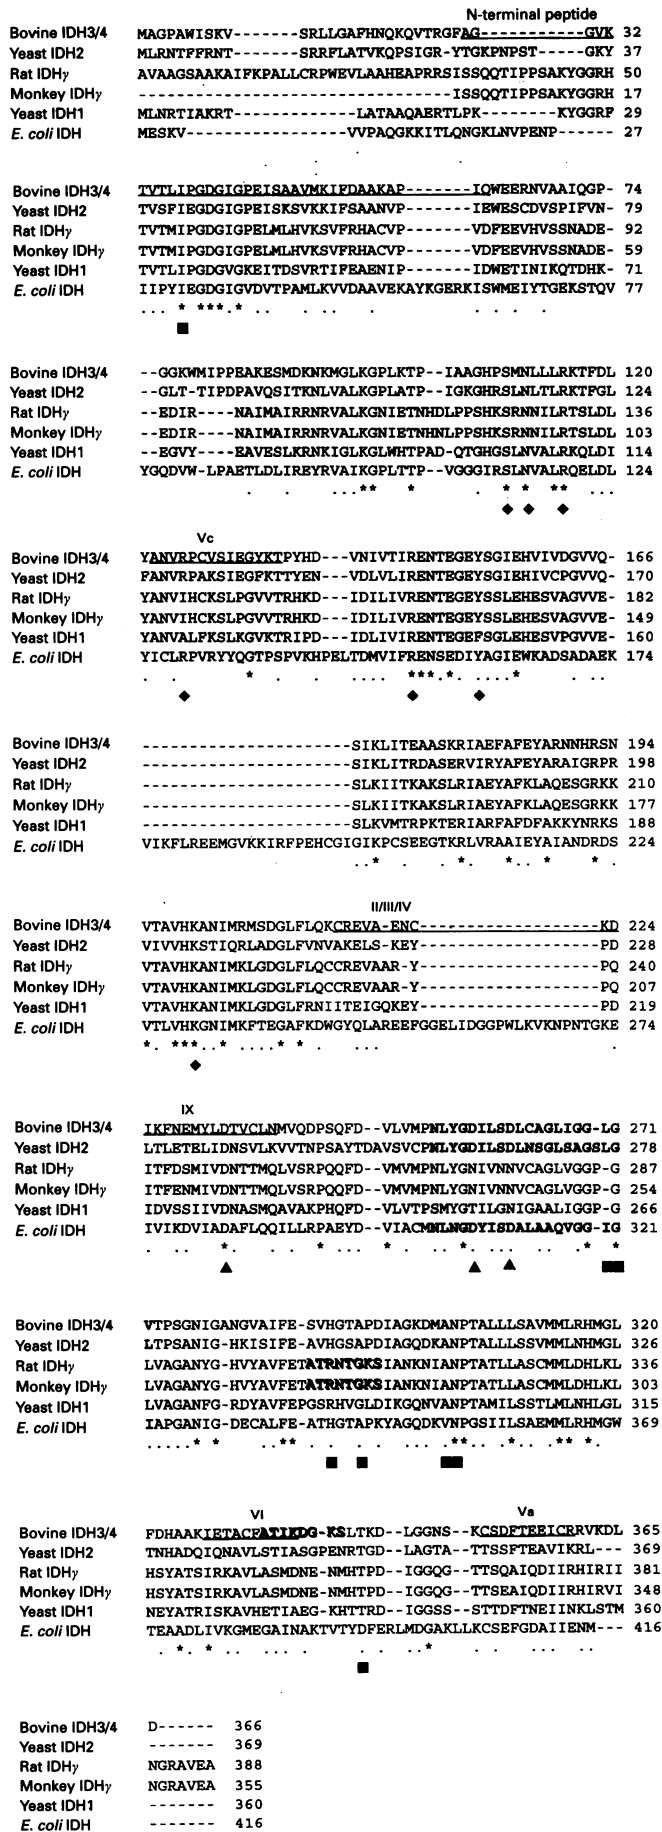 N-terminal peptide
Bovine IDH3/4 MAGPAWISKV-------SRLLGAFHNQKQVTRGFAG-----------GVK 32
Yeast IDH2 MLRNTFFRNT-------SRRFLATVKQPSIGR-YTGKPNPST----GKY 37
Rat IDHγ AVAAGSAAKAIFKPALLCRPWEVLAAHEAPRRSISSQQTIPPSAKYGGRH 50
Monkey IDHγ ---------------------------------ISSQQTIPPSAKYGGRH 17
Yeast IDH1 MLNRTIAKRT-------------LATAAQAERTLPK--------KYGGRF 29
E. coli IDH MESKV-----------------VVPAQGKKITLQNGKLNVPENP------ 27
Bovine IDH3/4 TVTLIPGDGIGPEISAAVMKIFDAAKAP-------IQWEERNVAAIQGP- 74
Yeast IDH2 TVSFIEGDGIGPEISKSVKKIFSAANVP-------IEWESCDVSPIFVN- 79
Rat IDHγ TVTMIPGDGIGPELMLHVKSVFRHACVP-------VDFEEVHVSSNADE- 92
Monkey IDHγ TVTMIPGDGIGPELMLHVKSVFRHACVP-------VDFEEVHVSSNADE- 59
Yeast IDH1 TVTLIPGDGVGKEITDSVRTIFEAENIP-------IDWETINIKQTDHK- 71
E. coli IDH IIPYIEGDGIGVDVTPAMLKVVDAAVEKAYKGERKISWMEIYTGEKSTQV 77
... * *** * .. . . . . . .
■
Bovine IDH3/4 --GGKWMIPPEAKESMDKNKMGLKGPLKTP--IAAGHPSMNLLLRKTFDL 120
Yeast IDH2 --GLT-TIPDPAVQSITKNLVALKGPLATP--IGKGHRSLNLTLRKTFGL 124
Rat IDHγ --EDIR----NAIMAIRRNRVALKGNIETNHDLPPSHKSRNNILRTSLDL 136
Monkey IDHγ --EDIR----NAIMAIRRNRVALKGNIETNHNLPPSHKSRNNILRTSLDL 103
Yeast IDH1 --EGVY----EAVESLKRNKIGLKGLWHTPAD-QTGHGSLNVALRKQLDI 114
E. coli IDH YGQDVW-LPAETLDLIREYRVAIKGPLTTP--VGGGIRSLNVALRQELDL 124
. . . ...** * . * * .** ...
◆ ◆ ◆
Vc
Bovine IDH3/4 YANVRPCVSIEGYKTPYHD---VNIVTIRENTEGEYSGIEHVIVDGVVQ- 166
Yeast IDH2 FANVRPAKSIEGFKTTYEN---VDLVLIRENTEGEYSGIEHIVCPGVVQ- 170
Rat IDHγ YANVIHCKSLPGVVTRHKD---IDILIVRENTEGEYSSLEHESVAGVVE- 182
Monkey IDHγ YANVIHCKSLPGVVTRHKD---IDILIVRENTEGEYSSLEHESVAGVVE- 149
Yeast IDH1 YANVALFKSLKGVKTRIPD---IDLIVIRENTEGEFSGLEHESVPGVVE- 160
E. coli IDH YICLRPVRYYQGTPSPVKHPELTDMVIFRENSEDIYAGIEWKADSADAEK 174
. . * . . ... ***.* ....* . . .
◆ ◆ ◆
Bovine IDH3/4 ----------------------SIKLITEAASKRIAEFAFEYARNNHRSN 194
Yeast IDH2 ----------------------SIKLITRDASERVIRYAFEYARAIGRPR 198
Rat IDHγ ----------------------SLKIITKAKSLRIAEYAFKLAQESGRKK 210
Monkey IDHγ ----------------------SLKIITKAKSLRIAEYAFKLAQESGRKK 177
Yeast IDH1 ----------------------SLKVMTRPKTERIARFAFDFAKKYNRKS 188
E. coli IDH VIKFLREEMGVKKIRFPEHCGIGIKPCSEEGTKRLVRAAIEYAIANDRDS 224
..* . .*. . * .* . * .
II/III/IV
Bovine IDH3/4 VTAVHKANIMRMSDGLFLQKCREVA-ENC-------------------KD 224
Yeast IDH2 VIVVHKSTIQRLADGLFVNVAKELS-KEY-------------------PD 228
Rat IDHγ VTAVHKANIMKLGDGLFLQCCREVAAR-Y-------------------PQ 240
Monkey IDHγ VTAVHKANIMKLGDGLFLQCCREVAAR-Y-------------------PQ 207
Yeast IDH1 VTAVHKANIMKLGDGLFRNIITEIGQKEY-------------------PD 219
E. coli IDH VTLVHKGNIMKFTEGAFKDWGYQLAREEFGGELIDGGPWLKVKNPNTGKE 274
*. ***..*. ...* * . ... .
◆
IX
Bovine IDH3/4 IKFNEMYLDTVCLNMVQDPSQFD--VLVMPNLYGDILSDLCAGLIGG-LG 271
Yeast IDH2 LTLETELIDNSVLKVVTNPSAYTDAVSVCPNLYGDILSDLNSGLSAGSLG 278
Rat IDHγ ITFDSMIVDNTTMQLVSRPQQFD--VMVMPNLYGNIVNNVCAGLVGGP-G 287
Monkey IDHγ ITFENMIVDNTTMQLVSRPQQFD--VMVMPNLYGNIVNNVCAGLVGGP-G 254
Yeast IDH1 IDVSSIIVDNASMQAVAKPHQFD--VLVTPSMYGTILGNIGAALIGG-PG 266
E. coli IDH IVIKDVIADAFLQQILLRPAEYD--VIACMNLNGDYISDALAAQVGG-IG 321
. . * . .. * . *. .. .* . .. . . * *
▲ ▲ ▲ ■■
Bovine IDH3/4 VTPSGNIGANGVAIFE-SVHGTAPDIAGKDMANPTALLLSAVMMLRHMGL 320
Yeast IDH2 LTPSANIG-HKISIFE-AVHGSAPDIAGQDKANPTALLLSSVMMLNHMGL 326
Rat IDHγ LVAGANYG-HVYAVFETATRNTGKSIANKNIANPTATLLASCMMLDHLKL 336
Monkey IDHγ LVAGANYG-HVYAVFETATRNTGKSIANKNIANPTATLLASCMMLDHLKL 303
Yeast IDH1 LVAGANFG-RDYAVFEPGSRHVGLDIKGQNVANPTAMILSSTLMLNHLGL 315
E. coli IDH IAPGANIG-DECALFE-ATHGTAPKYAGQDKVNPGSIILSAEMMLRHMGW 369
.....* * ..** ... .. . ...** . .*.. .** *.
■ ■ ■■
VI Va
Bovine IDH3/4 FDHAAKIETACFATIKDG-KSLTKD--LGGNS--KCSDFTEEICRRVKDL 365
Yeast IDH2 TNHADQIQNAVLSTIASGPENRTGD--LAGTA--TTSSFTEAVIKRL--- 369
Rat IDHγ HSYATSIRKAVLASMDNE-NMHTPD--IGGQG--TTSQAIQDIIRHIRII 381
Monkey IDHγ HSYATSIRKAVLASMDNE-NMHTPD--IGGQG--TTSEAIQDIIRHIRVI 348
Yeast IDH1 NEYATRISKAVHETIAEG-KHTTRD--IGGSS--STTDFTNEIINKLSTM 360
E. coli IDH TEAADLIVKGMEGAINAKTVTYDFERLMDGAKLLKCSEFGDAIIENM--- 416
. * * .. .. . . . . * . . .. ..
■
Bovine IDH3/4 D------ 366
Yeast IDH2 ------- 369
Rat IDHγ NGRAVEA 388
Monkey IDHγ NGRAVEA 355
Yeast IDH1 ------- 360
E. coli IDH ------- 416